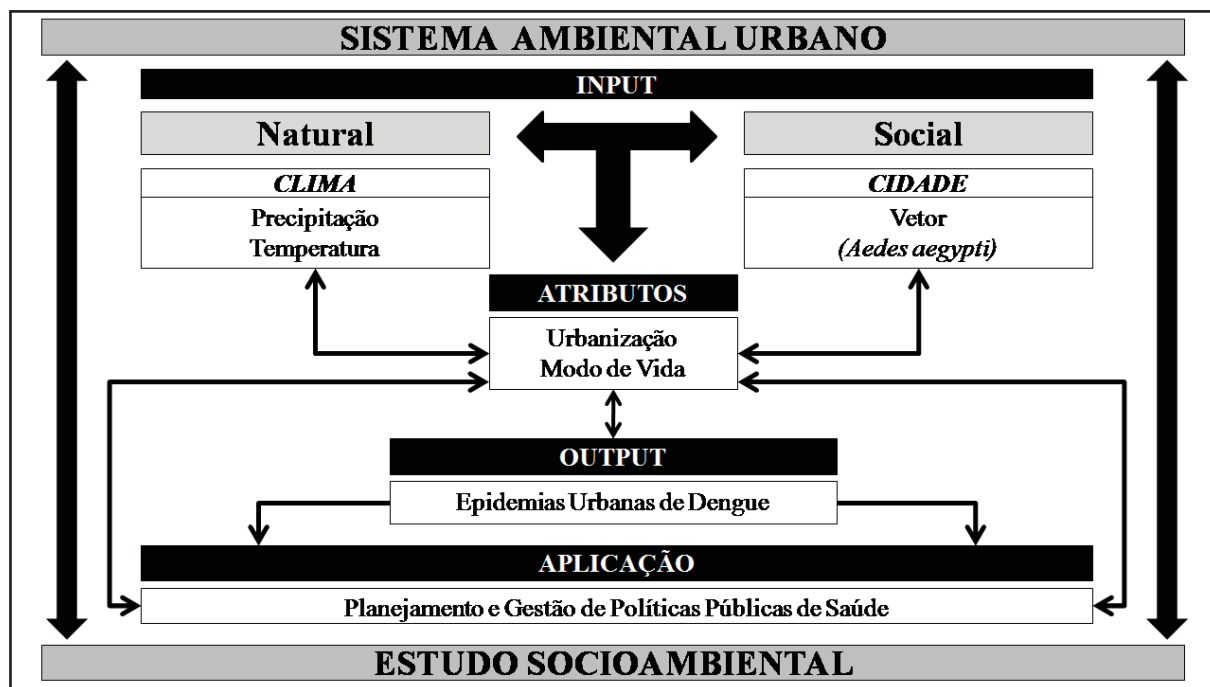 SISTEMA AMBIENTAL URBANO
INPUT
Natural
Social
CLIMA
Precipitação
Temperatura
CIDADE
Vetor
(Aedes aegypti)
ATRIBUTOS
Urbanização
Modo de Vida
OUTPUT
Epidemias Urbanas de Dengue
APLICAÇÃO
Planejamento e Gestão de Políticas Públicas de Saúde
ESTUDO SOCIOAMBIENTAL